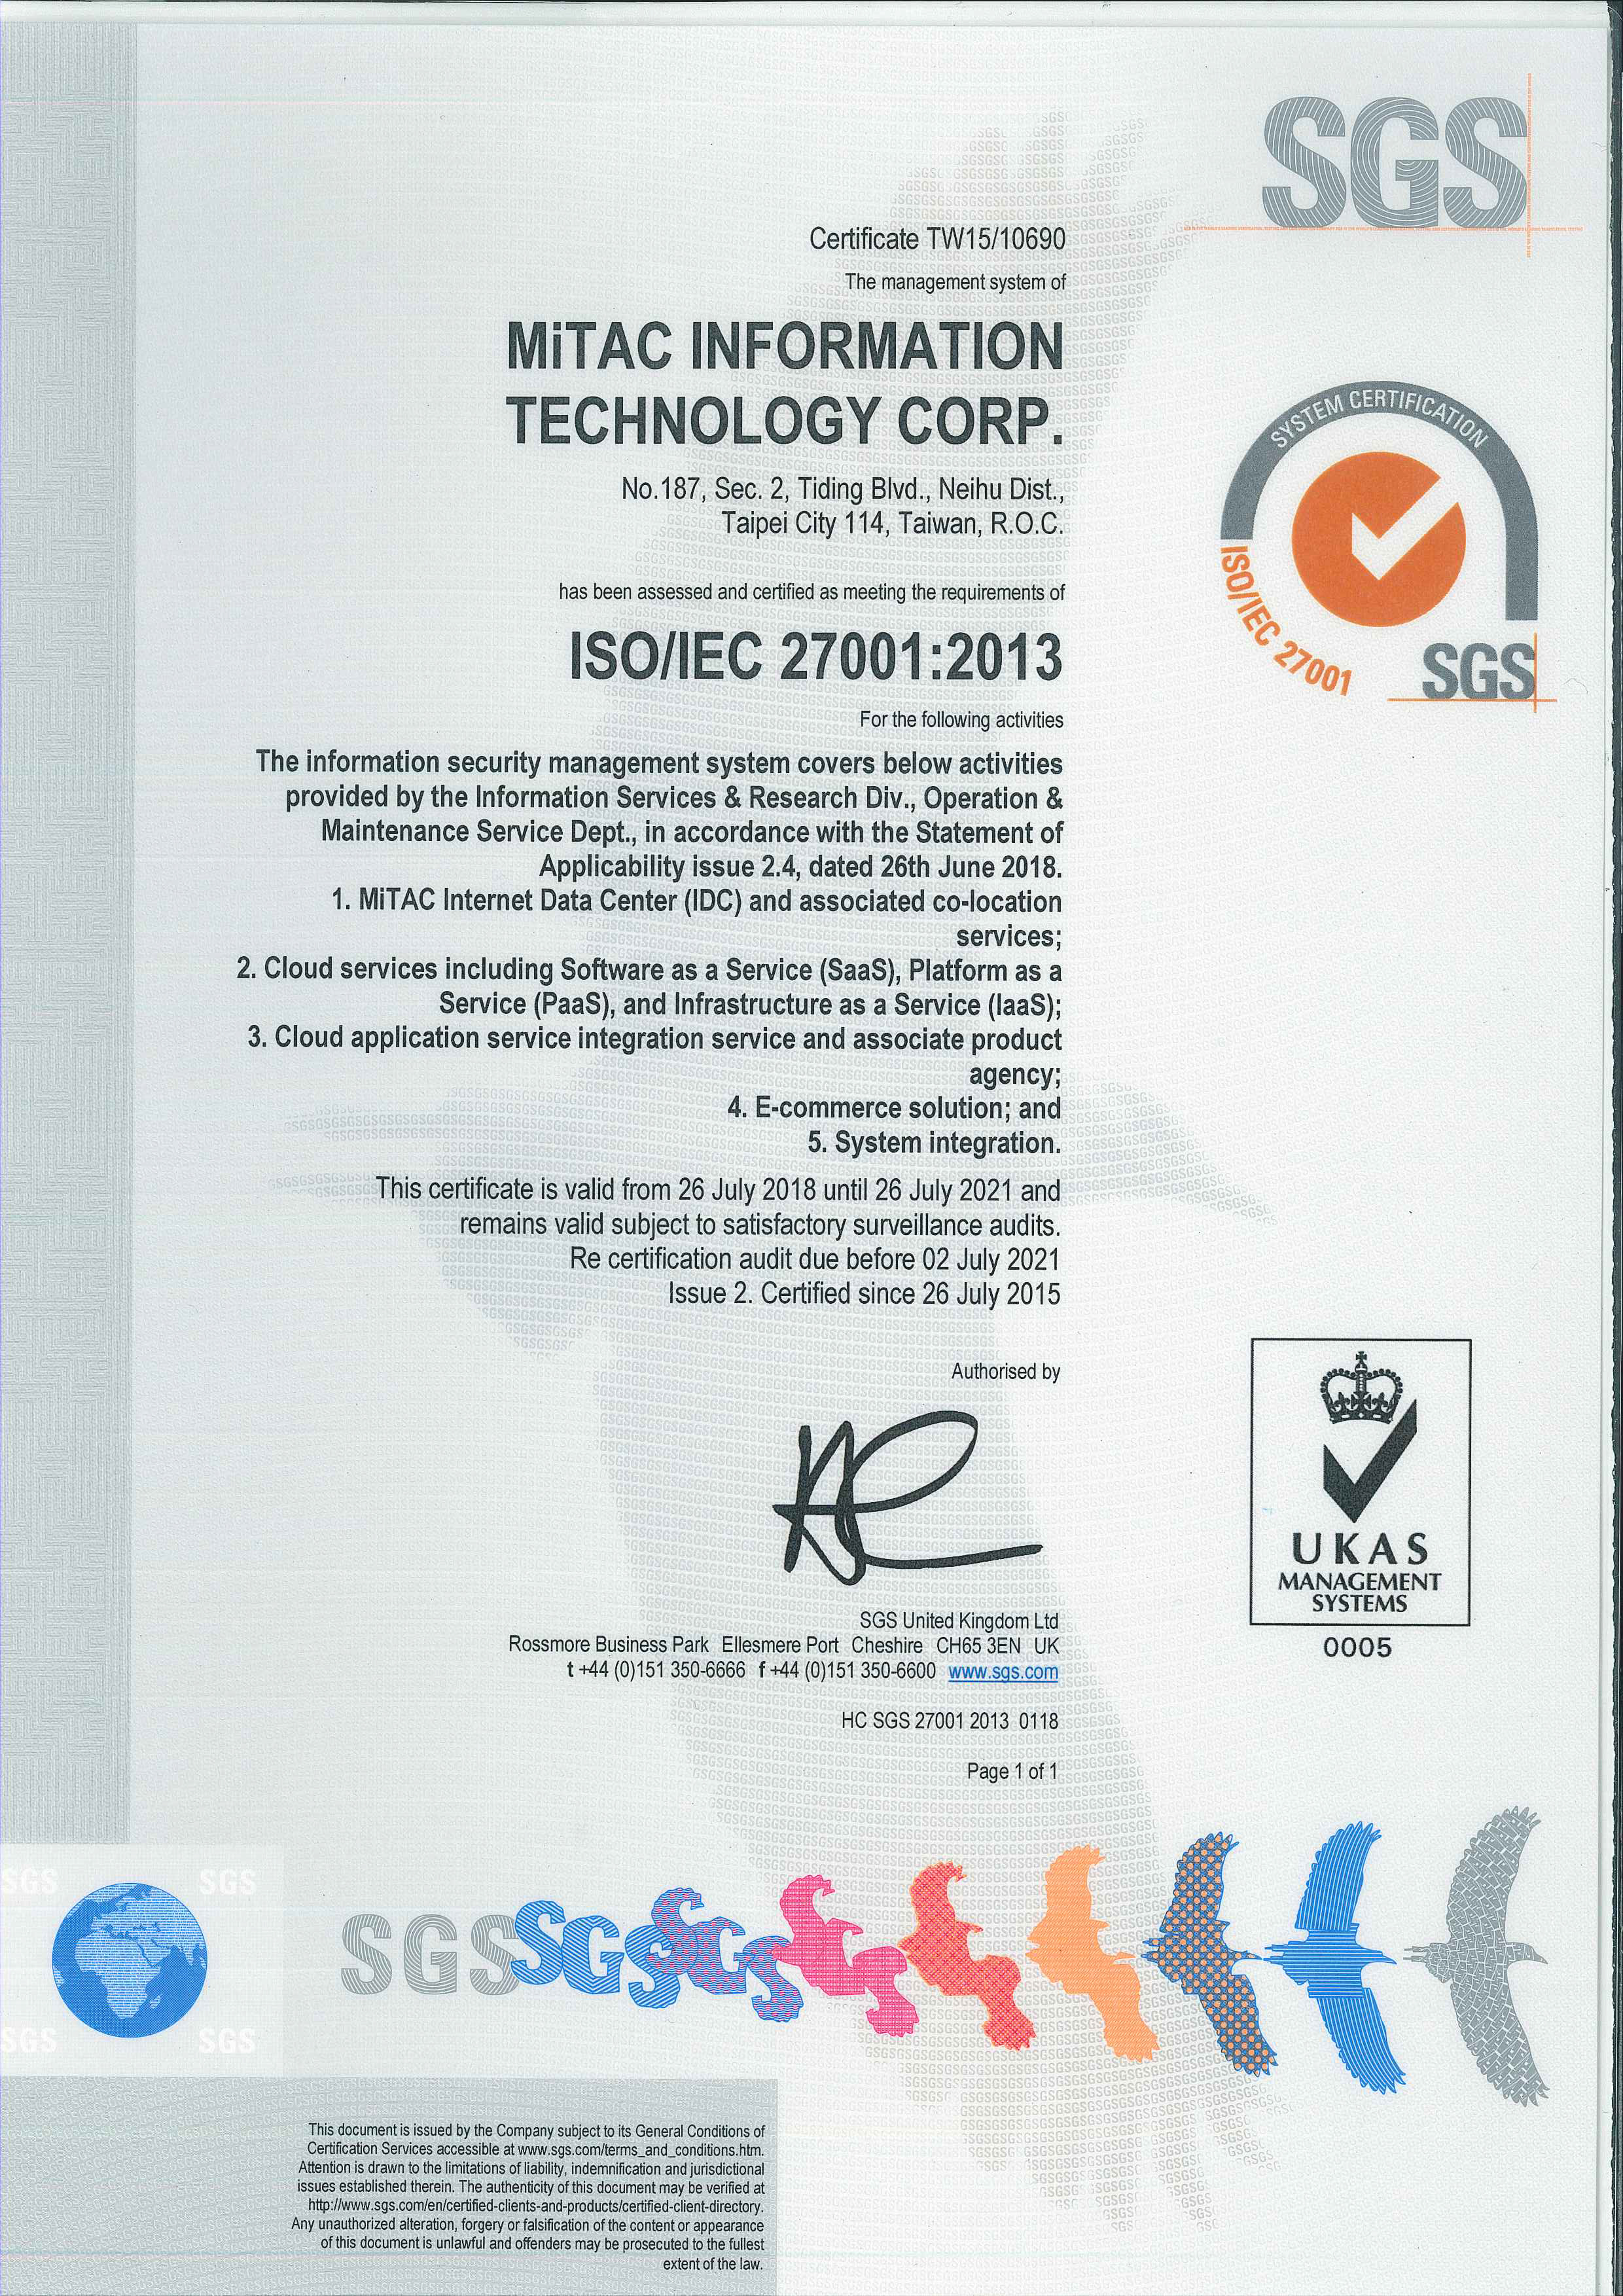 SGS
Certificate TW15/10690
The management system of
MiTAC INFORMATION
TECHNOLOGY CORP.
No.187, Sec. 2, Tiding Blvd., Neihu Dist.,
Taipei City 114, Taiwan, R.O.C.
has been assessed and certified as meeting the requirements of
ISO/IEC 27001:2013
SYSTEM CERTIFICATION
ISO/IEC 27001
SGS
For the following activities
The information security management system covers below activities
provided by the Information Services & Research Div., Operation &
Maintenance Service Dept., in accordance with the Statement of
Applicability issue 2.4, dated 26th June 2018.
1. MiTAC Internet Data Center (IDC) and associated co-location
services;
2. Cloud services including Software as a Service (SaaS), Platform as a
Service (PaaS), and Infrastructure as a Service (IaaS);
3. Cloud application service integration service and associate product
agency;
4. E-commerce solution; and
5. System integration.
This certificate is valid from 26 July 2018 until 26 July 2021 and
remains valid subject to satisfactory surveillance audits.
Re certification audit due before 02 July 2021
Issue 2. Certified since 26 July 2015
Authorised by
UKAS
MANAGEMENT
SYSTEMS
0005
SGS United Kingdom Ltd
Rossmore Business Park Ellesmere Port Cheshire CH65 3EN UK
t +44 (0)151 350-6666 f +44 (0)151 350-6600 www.sgs.com
HC SGS 27001 2013 0118
Page 1 of 1
SGS SGS
SGS SGS
SGS SGS SGS
This document is issued by the Company subject to its General Conditions of
Certification Services accessible at www.sgs.com/terms_and_conditions.htm.
Attention is drawn to the limitations of liability, indemnification and jurisdictional
issues established therein. The authenticity of this document may be verified at
http://www.sgs.com/en/certified-clients-and-products/certified-client-directory.
Any unauthorized alteration, forgery or falsification of the content or appearance
of this document is unlawful and offenders may be prosecuted to the fullest
extent of the law.